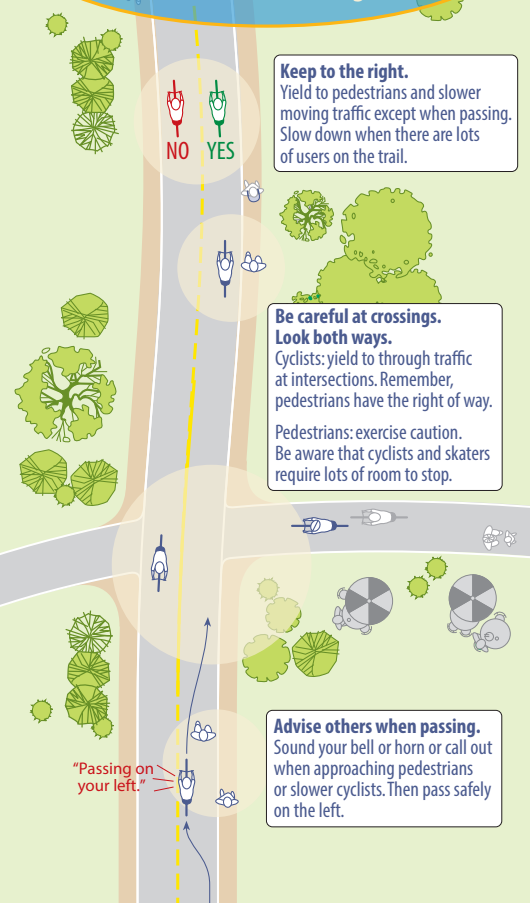 Keep to the right.
Yield to pedestrians and slower
moving traffic except when passing.
Slow down when there are lots
of users on the trail.
NO YES
Be careful at crossings.
Look both ways.
Cyclists: yield to through traffic
at intersections. Remember,
pedestrians have the right of way.
Pedestrians: exercise caution.
Be aware that cyclists and skaters
require lots of room to stop.
Advise others when passing.
Sound your bell or horn or call out
when approaching pedestrians
or slower cyclists. Then pass safely
on the left.
“Passing on
your left.”